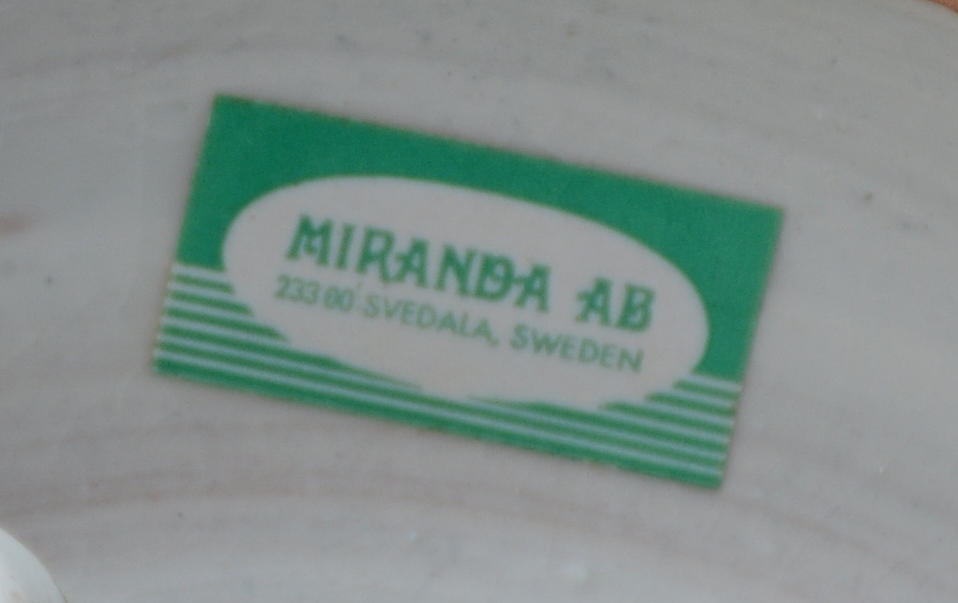 MIRANDA AB
233 00 SVEDALA, SWEDEN